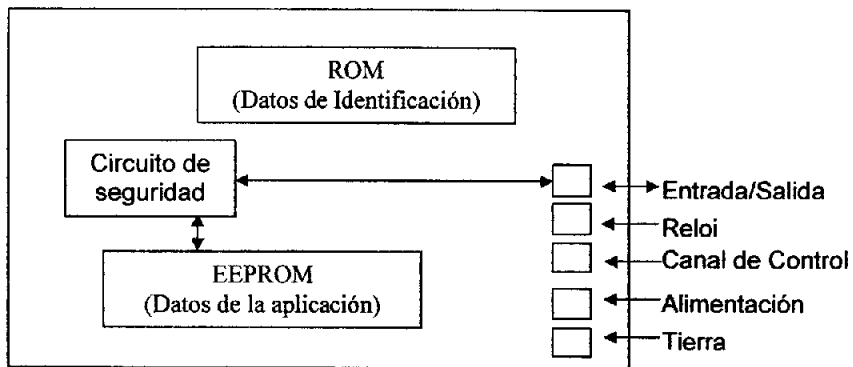 ROM
(Datos de Identificación)
Circuito de
seguridad
EEPROM
(Datos de la aplicación)
Entrada/Salida
Reloi
Canal de Control
Alimentación
Tierra